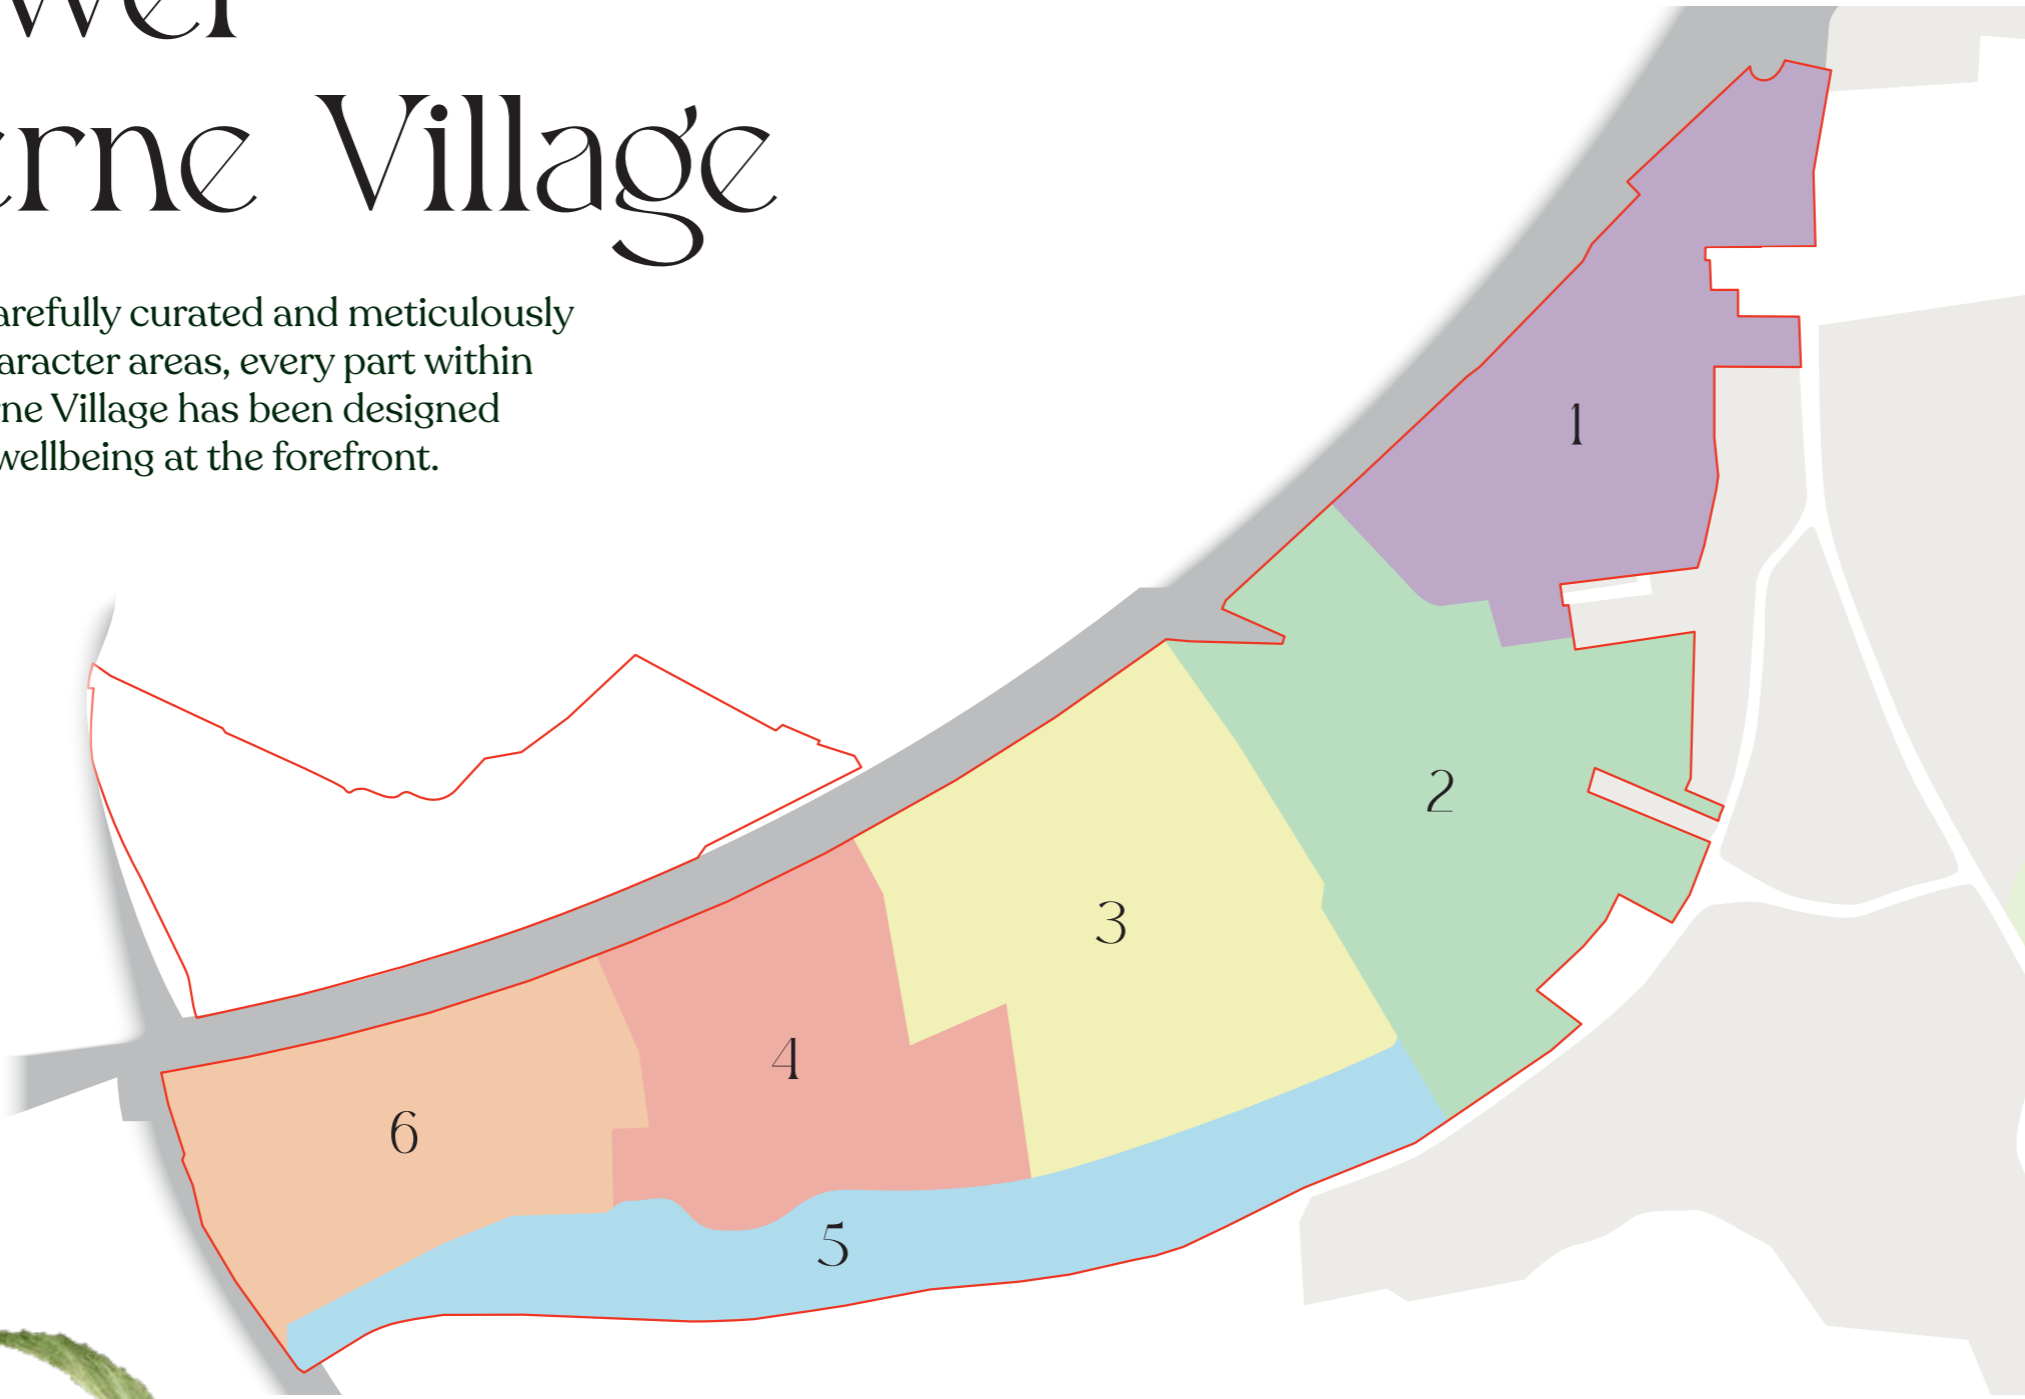 erne Village
arefully curated and meticulously
aracter areas, every part within
ne Village has been designed
wellbeing at the forefront.
1
2
3
4
5
6